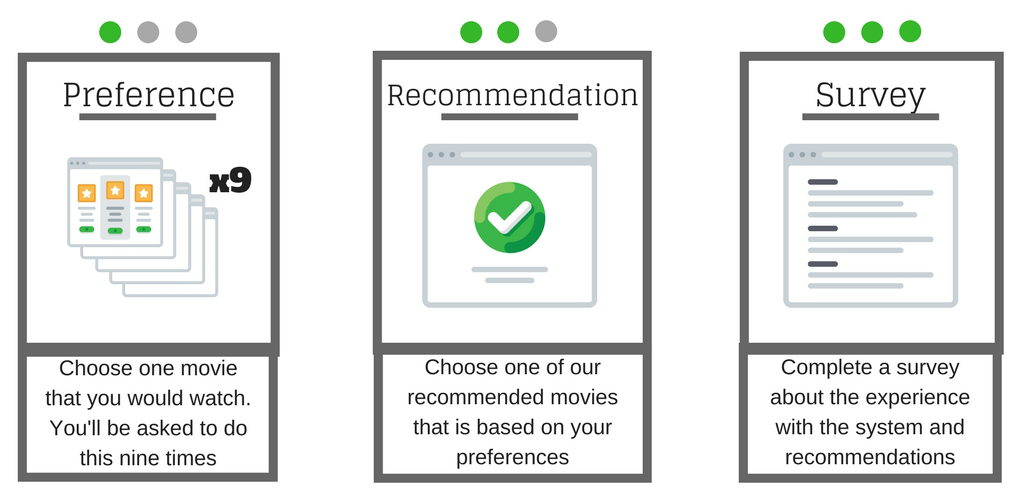 Preference
x9
Choose one movie
that you would watch.
You'll be asked to do
this nine times
Recommendation
Choose one of our
recommended movies
that is based on your
preferences
Survey
Complete a survey
about the experience
with the system and
recommendations